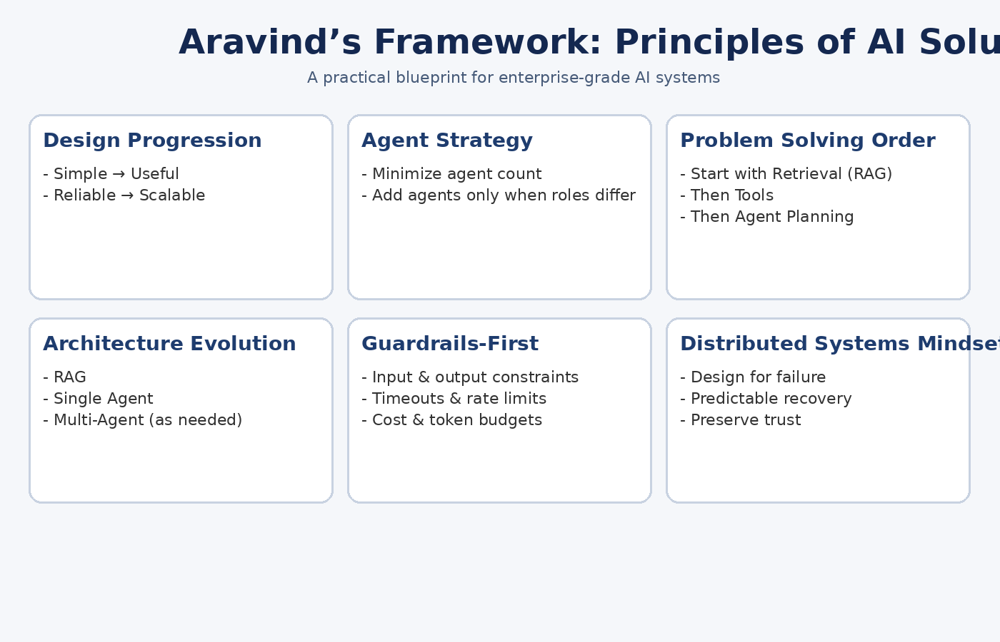 Aravind’s Framework: Principles of AI Solu
A practical blueprint for enterprise-grade AI systems
Design Progression
- Simple → Useful
- Reliable → Scalable
Agent Strategy
- Minimize agent count
- Add agents only when roles differ
Problem Solving Order
- Start with Retrieval (RAG)
- Then Tools
- Then Agent Planning
Architecture Evolution
- RAG
- Single Agent
- Multi-Agent (as needed)
Guardrails-First
- Input & output constraints
- Timeouts & rate limits
- Cost & token budgets
Distributed Systems Mindset
- Design for failure
- Predictable recovery
- Preserve trust